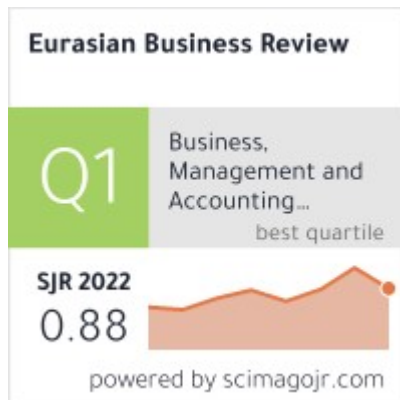 Eurasian Business Review
Q1
Business,
Management and
Accounting...
best quartile
SJR 2022
0.88
powered by scimagojr.com